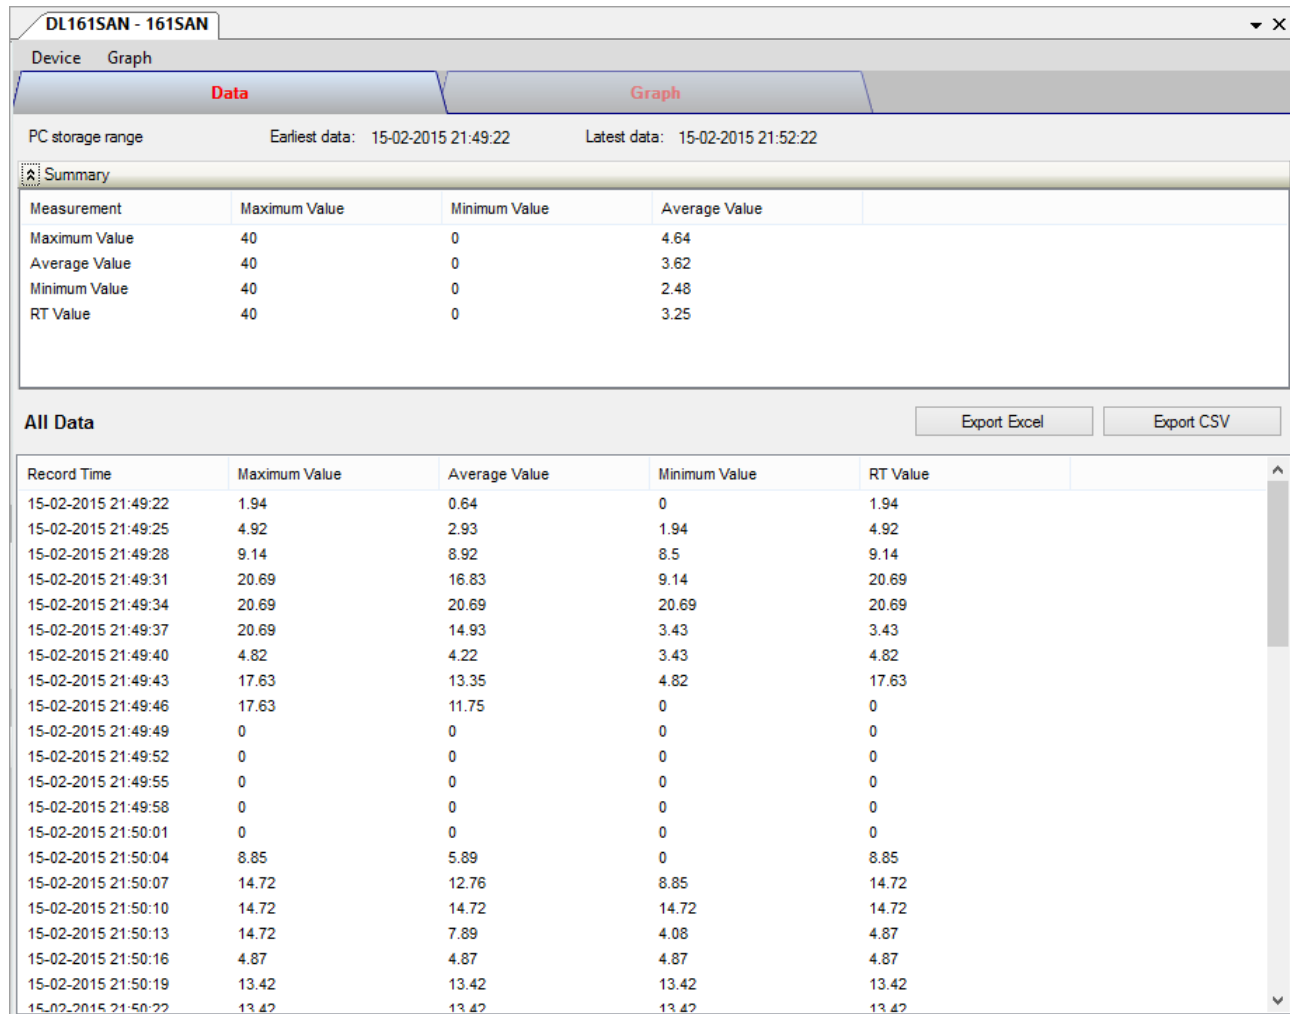 DL161SAN - 161SAN
Device Graph
Data Graph
PC storage range Earliest data: 15-02-2015 21:49:22 Latest data: 15-02-2015 21:52:22
Summary
Measurement Maximum Value Minimum Value Average Value
Maximum Value 40 0 4.64
Average Value 40 0 3.62
Minimum Value 40 0 2.48
RT Value 40 0 3.25
All Data Export Excel Export CSV
Record Time Maximum Value Average Value Minimum Value RT Value
15-02-2015 21:49:22 1.94 0.64 0 1.94
15-02-2015 21:49:25 4.92 2.93 1.94 4.92
15-02-2015 21:49:28 9.14 8.92 8.5 9.14
15-02-2015 21:49:31 20.69 16.83 9.14 20.69
15-02-2015 21:49:34 20.69 20.69 20.69 20.69
15-02-2015 21:49:37 20.69 14.93 3.43 3.43
15-02-2015 21:49:40 4.82 4.22 3.43 4.82
15-02-2015 21:49:43 17.63 13.35 4.82 17.63
15-02-2015 21:49:46 17.63 11.75 0 0
15-02-2015 21:49:49 0 0 0 0
15-02-2015 21:49:52 0 0 0 0
15-02-2015 21:49:55 0 0 0 0
15-02-2015 21:49:58 0 0 0 0
15-02-2015 21:50:01 0 0 0 0
15-02-2015 21:50:04 8.85 5.89 0 8.85
15-02-2015 21:50:07 14.72 12.76 8.85 14.72
15-02-2015 21:50:10 14.72 14.72 14.72 14.72
15-02-2015 21:50:13 14.72 7.89 4.08 4.87
15-02-2015 21:50:16 4.87 4.87 4.87 4.87
15-02-2015 21:50:19 13.42 13.42 13.42 13.42
15-02-2015 21:50:22 13.42 13.42 13.42 13.42